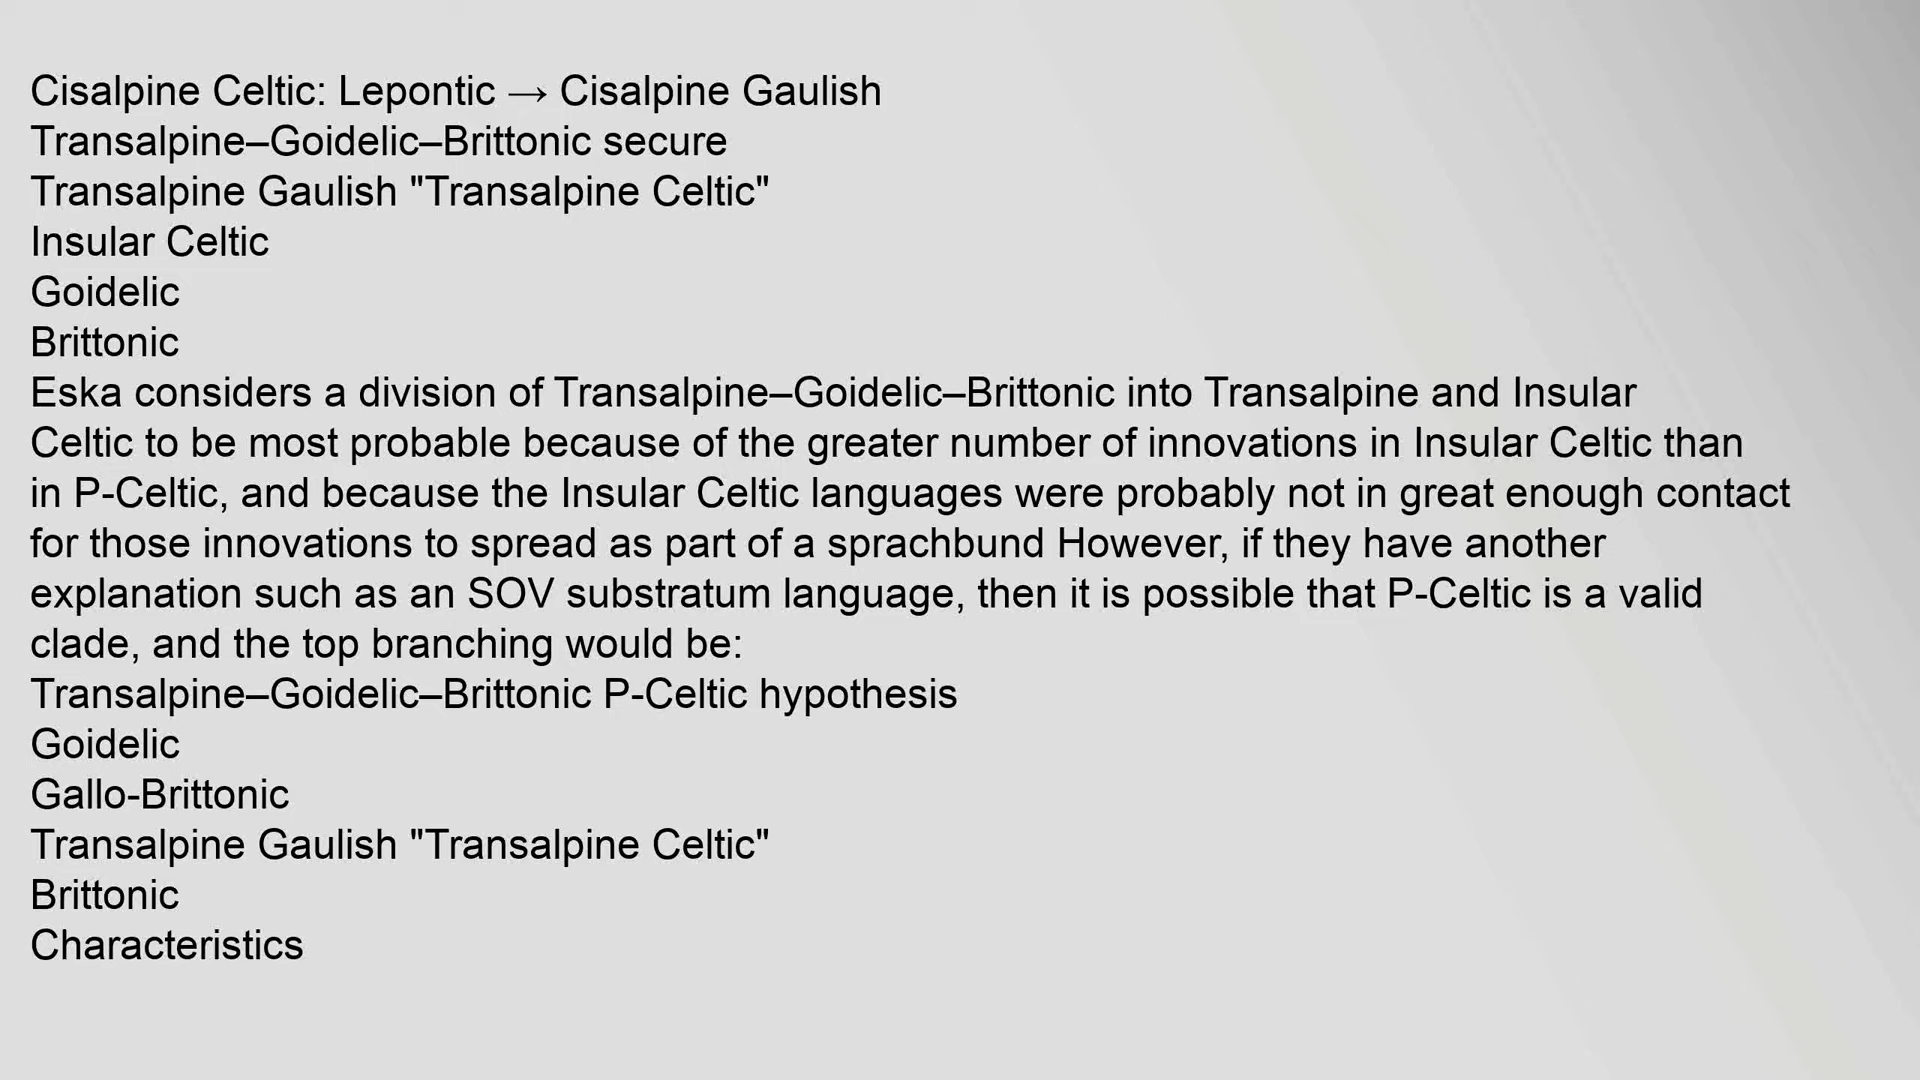 Cisalpine Celtic: Lepontic → Cisalpine Gaulish
Transalpine–Goidelic–Brittonic secure
Transalpine Gaulish "Transalpine Celtic"
Insular Celtic
Goidelic
Brittonic
Eska considers a division of Transalpine–Goidelic–Brittonic into Transalpine and Insular
Celtic to be most probable because of the greater number of innovations in Insular Celtic than
in P-Celtic, and because the Insular Celtic languages were probably not in great enough contact
for those innovations to spread as part of a sprachbund However, if they have another
explanation such as an SOV substratum language, then it is possible that P-Celtic is a valid
clade, and the top branching would be:
Transalpine–Goidelic–Brittonic P-Celtic hypothesis
Goidelic
Gallo-Brittonic
Transalpine Gaulish "Transalpine Celtic"
Brittonic
Characteristics